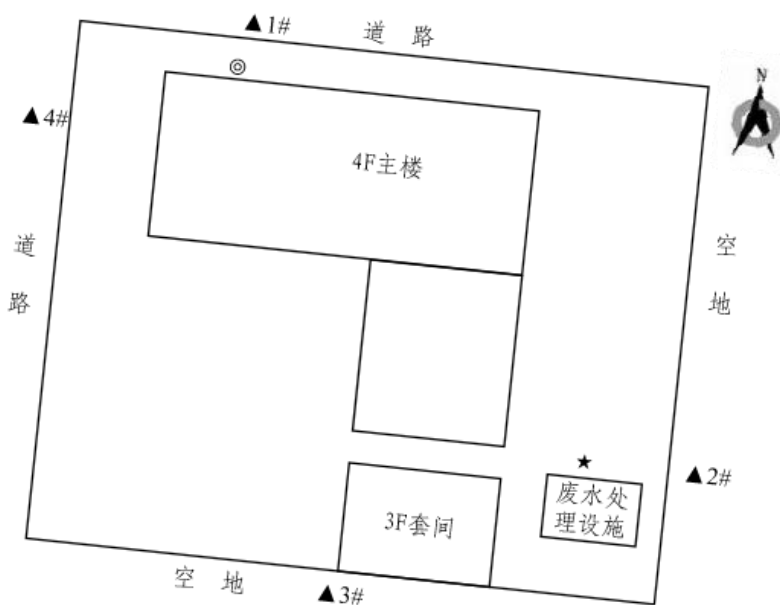 ▲1#
道 路
N
▲4#
4F主楼
道
路
空
地
▲2#
废水处
理设施
3F套间
空 地
▲3#